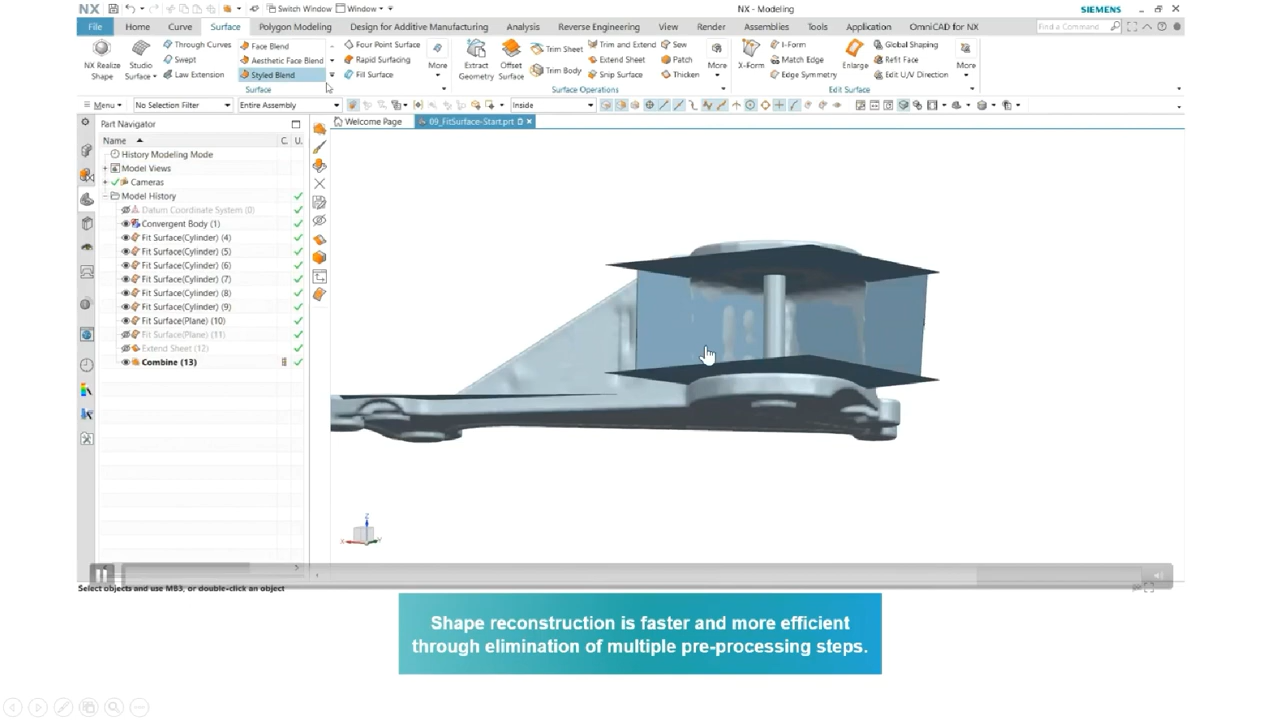 NX Switch Window Window NX - Modeling SIEMENS
File Home Curve Surface Polygon Modeling Design for Additive Manufacturing Analysis Reverse Engineering View Render Assemblies Tools Application OmniCAD for NX Find a Command
NX Realize Shape
Studio Surface
Through Curves
Swept
Law Extension
Face Blend
Aesthetic Face Blend
Styled Blend
Four Point Surface
Rapid Surfacing
Fill Surface
More
Surface
Extract Geometry
Offset Surface
Trim Sheet
Trim Body
Trim and Extend
Extend Sheet
Snip Surface
Sew
Patch
Thicken
More
Surface Operations
X-Form
I-Form
Match Edge
Edge Symmetry
Enlarge
Global Shaping
Refit Face
Edit U/V Direction
More
Edit Surface
Menu No Selection Filter Entire Assembly Inside
Part Navigator
Welcome Page 09_FitSurface-Start.prt
Name C. U.
History Modeling Mode
Model Views
Cameras
Model History
Datum Coordinate System (0)
Convergent Body (1)
Fit Surface(Cylinder) (4)
Fit Surface(Cylinder) (5)
Fit Surface(Cylinder) (6)
Fit Surface(Cylinder) (7)
Fit Surface(Cylinder) (8)
Fit Surface(Cylinder) (9)
Fit Surface(Plane) (10)
Fit Surface(Plane) (11)
Extend Sheet (12)
Combine (13)
Z
X Y
Select objects and use MB3, or double-click an object
Shape reconstruction is faster and more efficient
through elimination of multiple pre-processing steps.